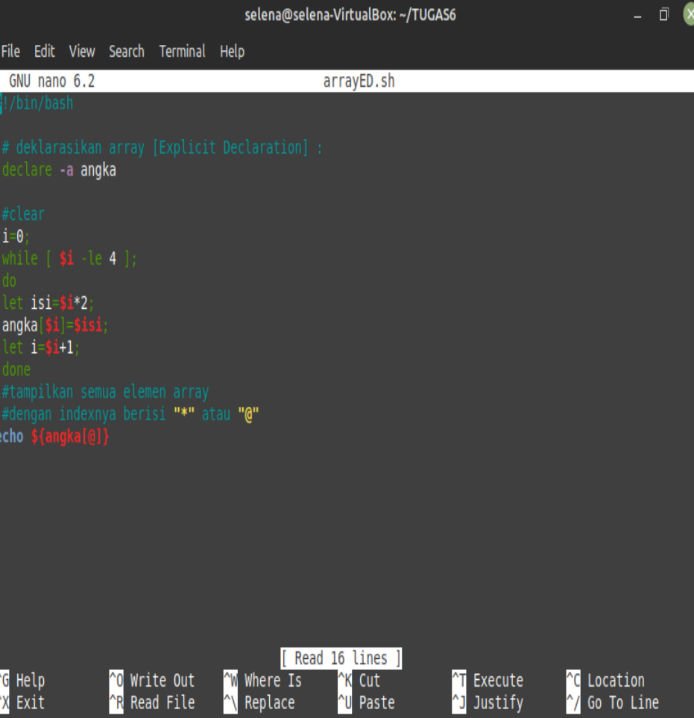 selena@selena-VirtualBox: ~/TUGAS6
File Edit View Search Terminal Help
GNU nano 6.2 arrayED.sh
#!/bin/bash
# deklarasikan array [Explicit Declaration] :
declare -a angka
#clear
i=0;
while [ $i -le 4 ];
do
let isi=$i*2;
angka[$i]=$isi;
let i=$i+1;
done
#tampilkan semua elemen array
#dengan indexnya berisi "*" atau "@"
echo ${angka[@]}
[ Read 16 lines ]
^G Help ^O Write Out ^W Where Is ^K Cut ^T Execute ^C Location
^X Exit ^R Read File ^\ Replace ^U Paste ^J Justify ^/ Go To Line